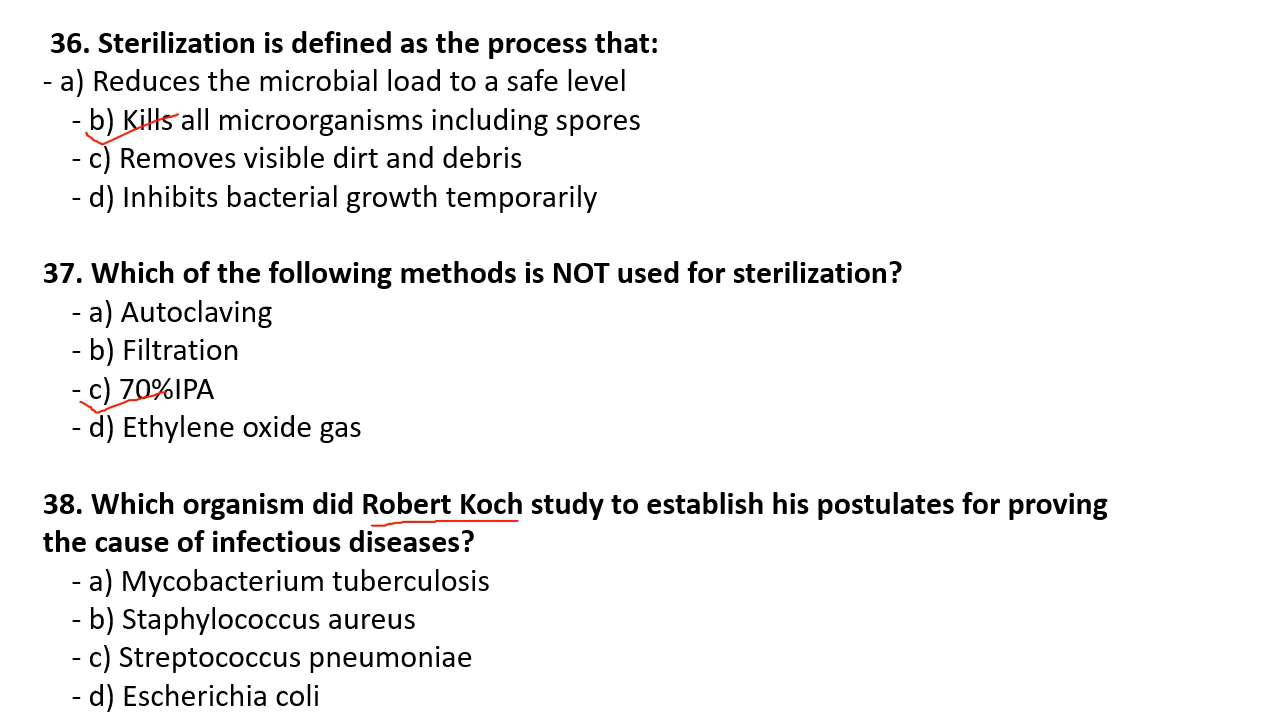 36. Sterilization is defined as the process that:
- a) Reduces the microbial load to a safe level
- b) Kills all microorganisms including spores
- c) Removes visible dirt and debris
- d) Inhibits bacterial growth temporarily
37. Which of the following methods is NOT used for sterilization?
- a) Autoclaving
- b) Filtration
- c) 70%IPA
- d) Ethylene oxide gas
38. Which organism did Robert Koch study to establish his postulates for proving
the cause of infectious diseases?
- a) Mycobacterium tuberculosis
- b) Staphylococcus aureus
- c) Streptococcus pneumoniae
- d) Escherichia coli